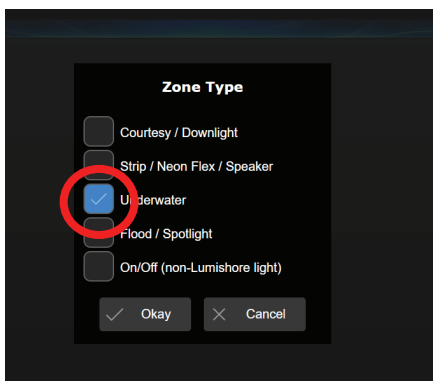 Zone Type
Courtesy / Downlight
Strip / Neon Flex / Speaker
Underwater
Flood / Spotlight
On/Off (non-Lumishore light)
Okay
Cancel